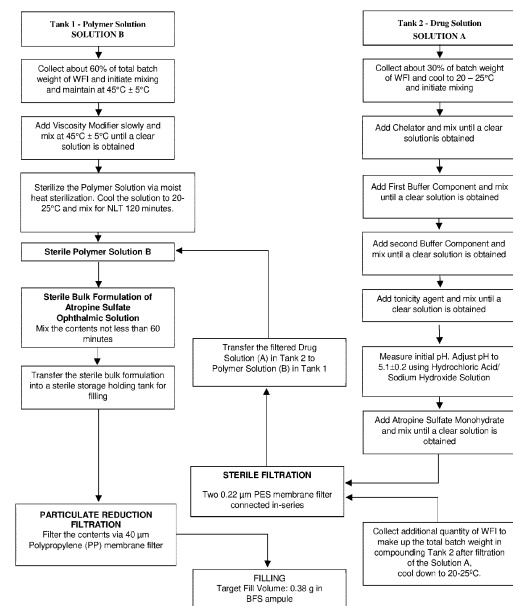 Tank 1 - Polymer Solution
SOLUTION B
Collect about 60% of total batch
weight of WFI and initiate mixing
and maintain at 45°C ± 5°C
Add Viscosity Modifier slowly and
mix at 45°C ± 5°C until a clear
solution is obtained
Sterilize the Polymer Solution via moist
heat sterilization. Cool the solution to 20-
25°C and mix for NLT 120 minutes.
Sterile Polymer Solution B
Sterile Bulk Formulation of
Atropine Sulfate
Ophthalmic Solution
Mix the contents not less than 60
minutes
Transfer the sterile bulk formulation
into a sterile storage holding tank for
filling
PARTICULATE REDUCTION
FILTRATION
Filter the contents via 40 µm
Polypropylene (PP) membrane filter
Tank 2 - Drug Solution
SOLUTION A
Collect about 30% of batch weight
of WFI and cool to 20 – 25°C
and initiate mixing
Add Chelator and mix until a clear
solutionis obtained
Add First Buffer Component and mix
until a clear solution is obtained
Add second Buffer Component and
mix until a clear solution is obtained
Add tonicity agent and mix until a
clear solution is obtained
Measure initial pH. Adjust pH to
5.1±0.2 using Hydrochloric Acid/
Sodium Hydroxide Solution
Add Atropine Sulfate Monohydrate
and mix until a clear solution is
obtained
Collect additional quantity of WFI to
make up the total batch weight in
compounding Tank 2 after filtration
of the Solution A,
cool down to 20-25ºC.
STERILE FILTRATION
Two 0.22 µm PES membrane filter
connected in-series
Transfer the filtered Drug
Solution (A) in Tank 2 to
Polymer Solution (B) in Tank 1
FILLING
Target Fill Volume: 0.38 g in
BFS ampule